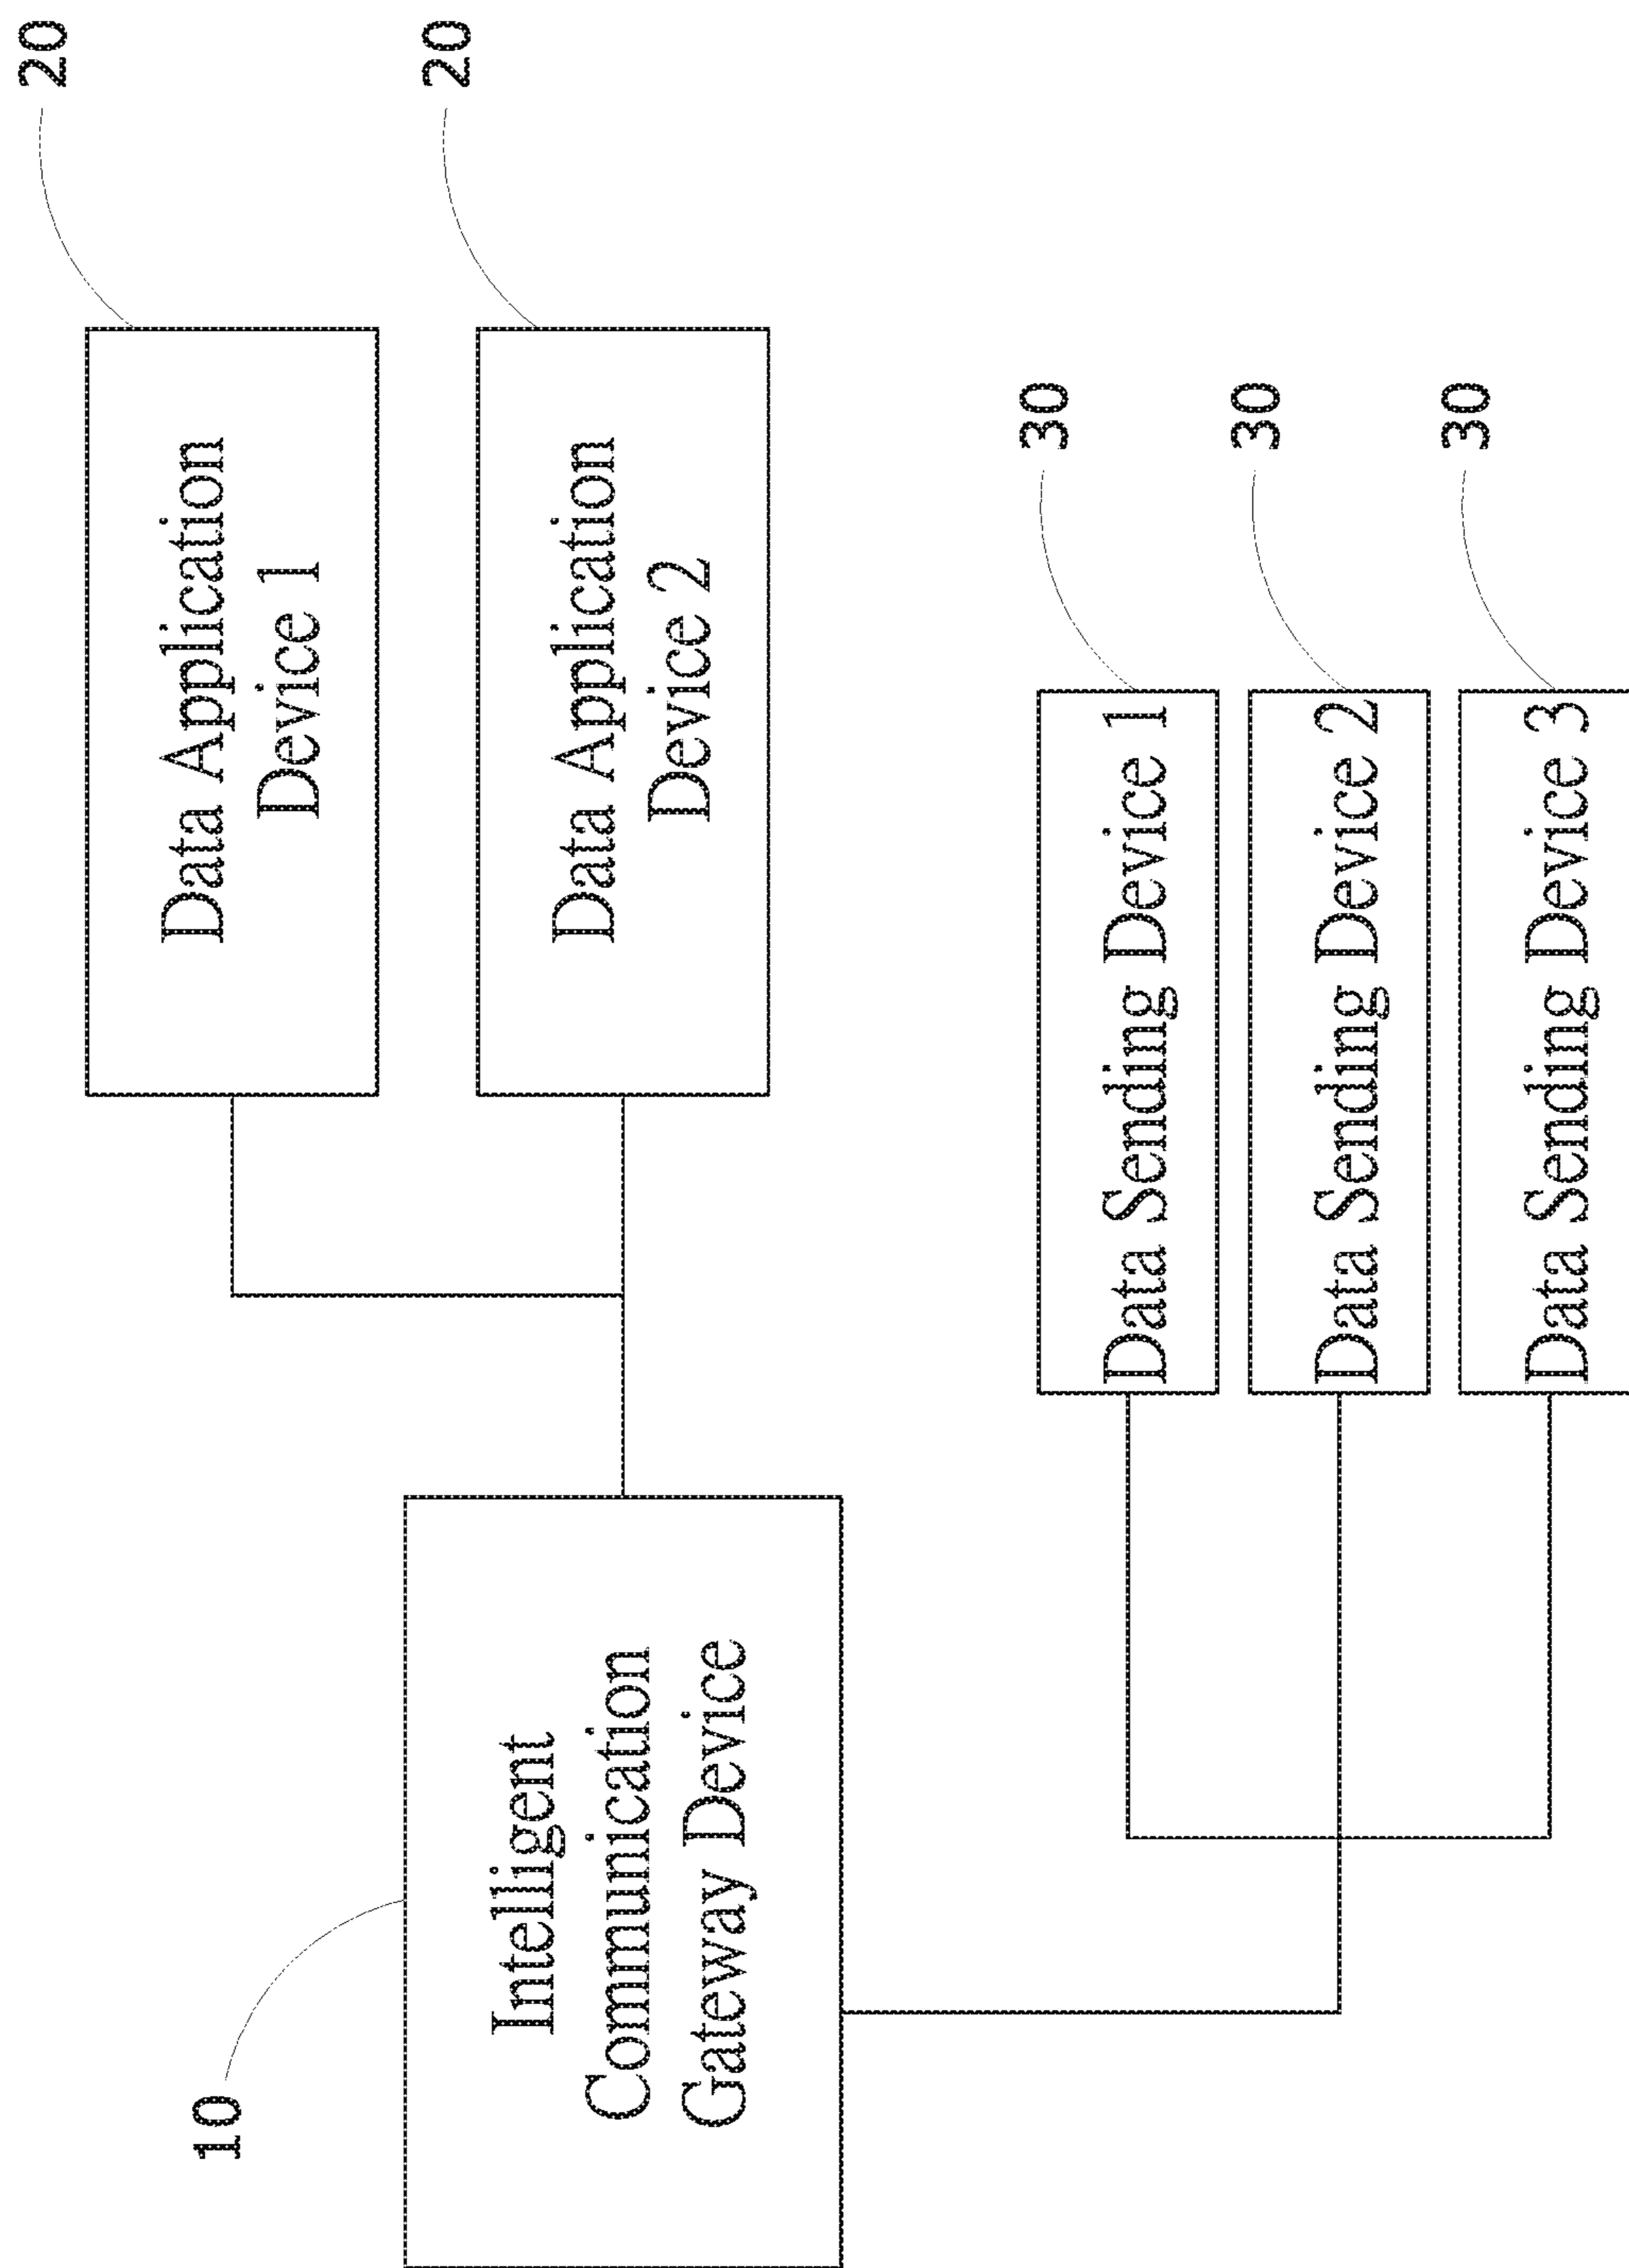 20
Data Application
Device 1
20
Data Application
Device 2
10
Intelligent
Communication
Gateway Device
30
Data Sending Device 1
30
Data Sending Device 2
30
Data Sending Device 3